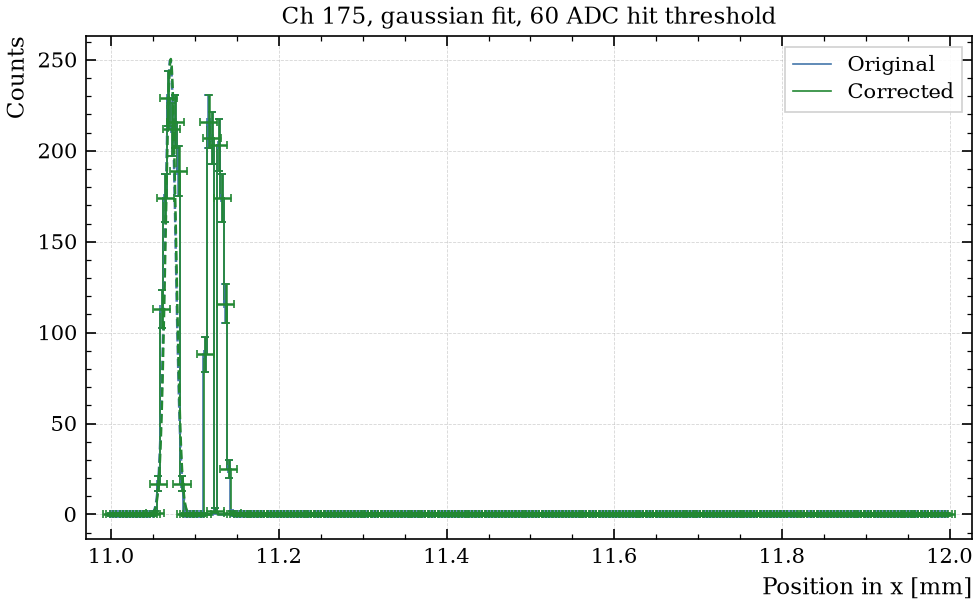 Ch 175, gaussian fit, 60 ADC hit threshold
Counts
250
200
150
100
50
0
Original
Corrected
11.0 11.2 11.4 11.6 11.8 12.0
Position in x [mm]